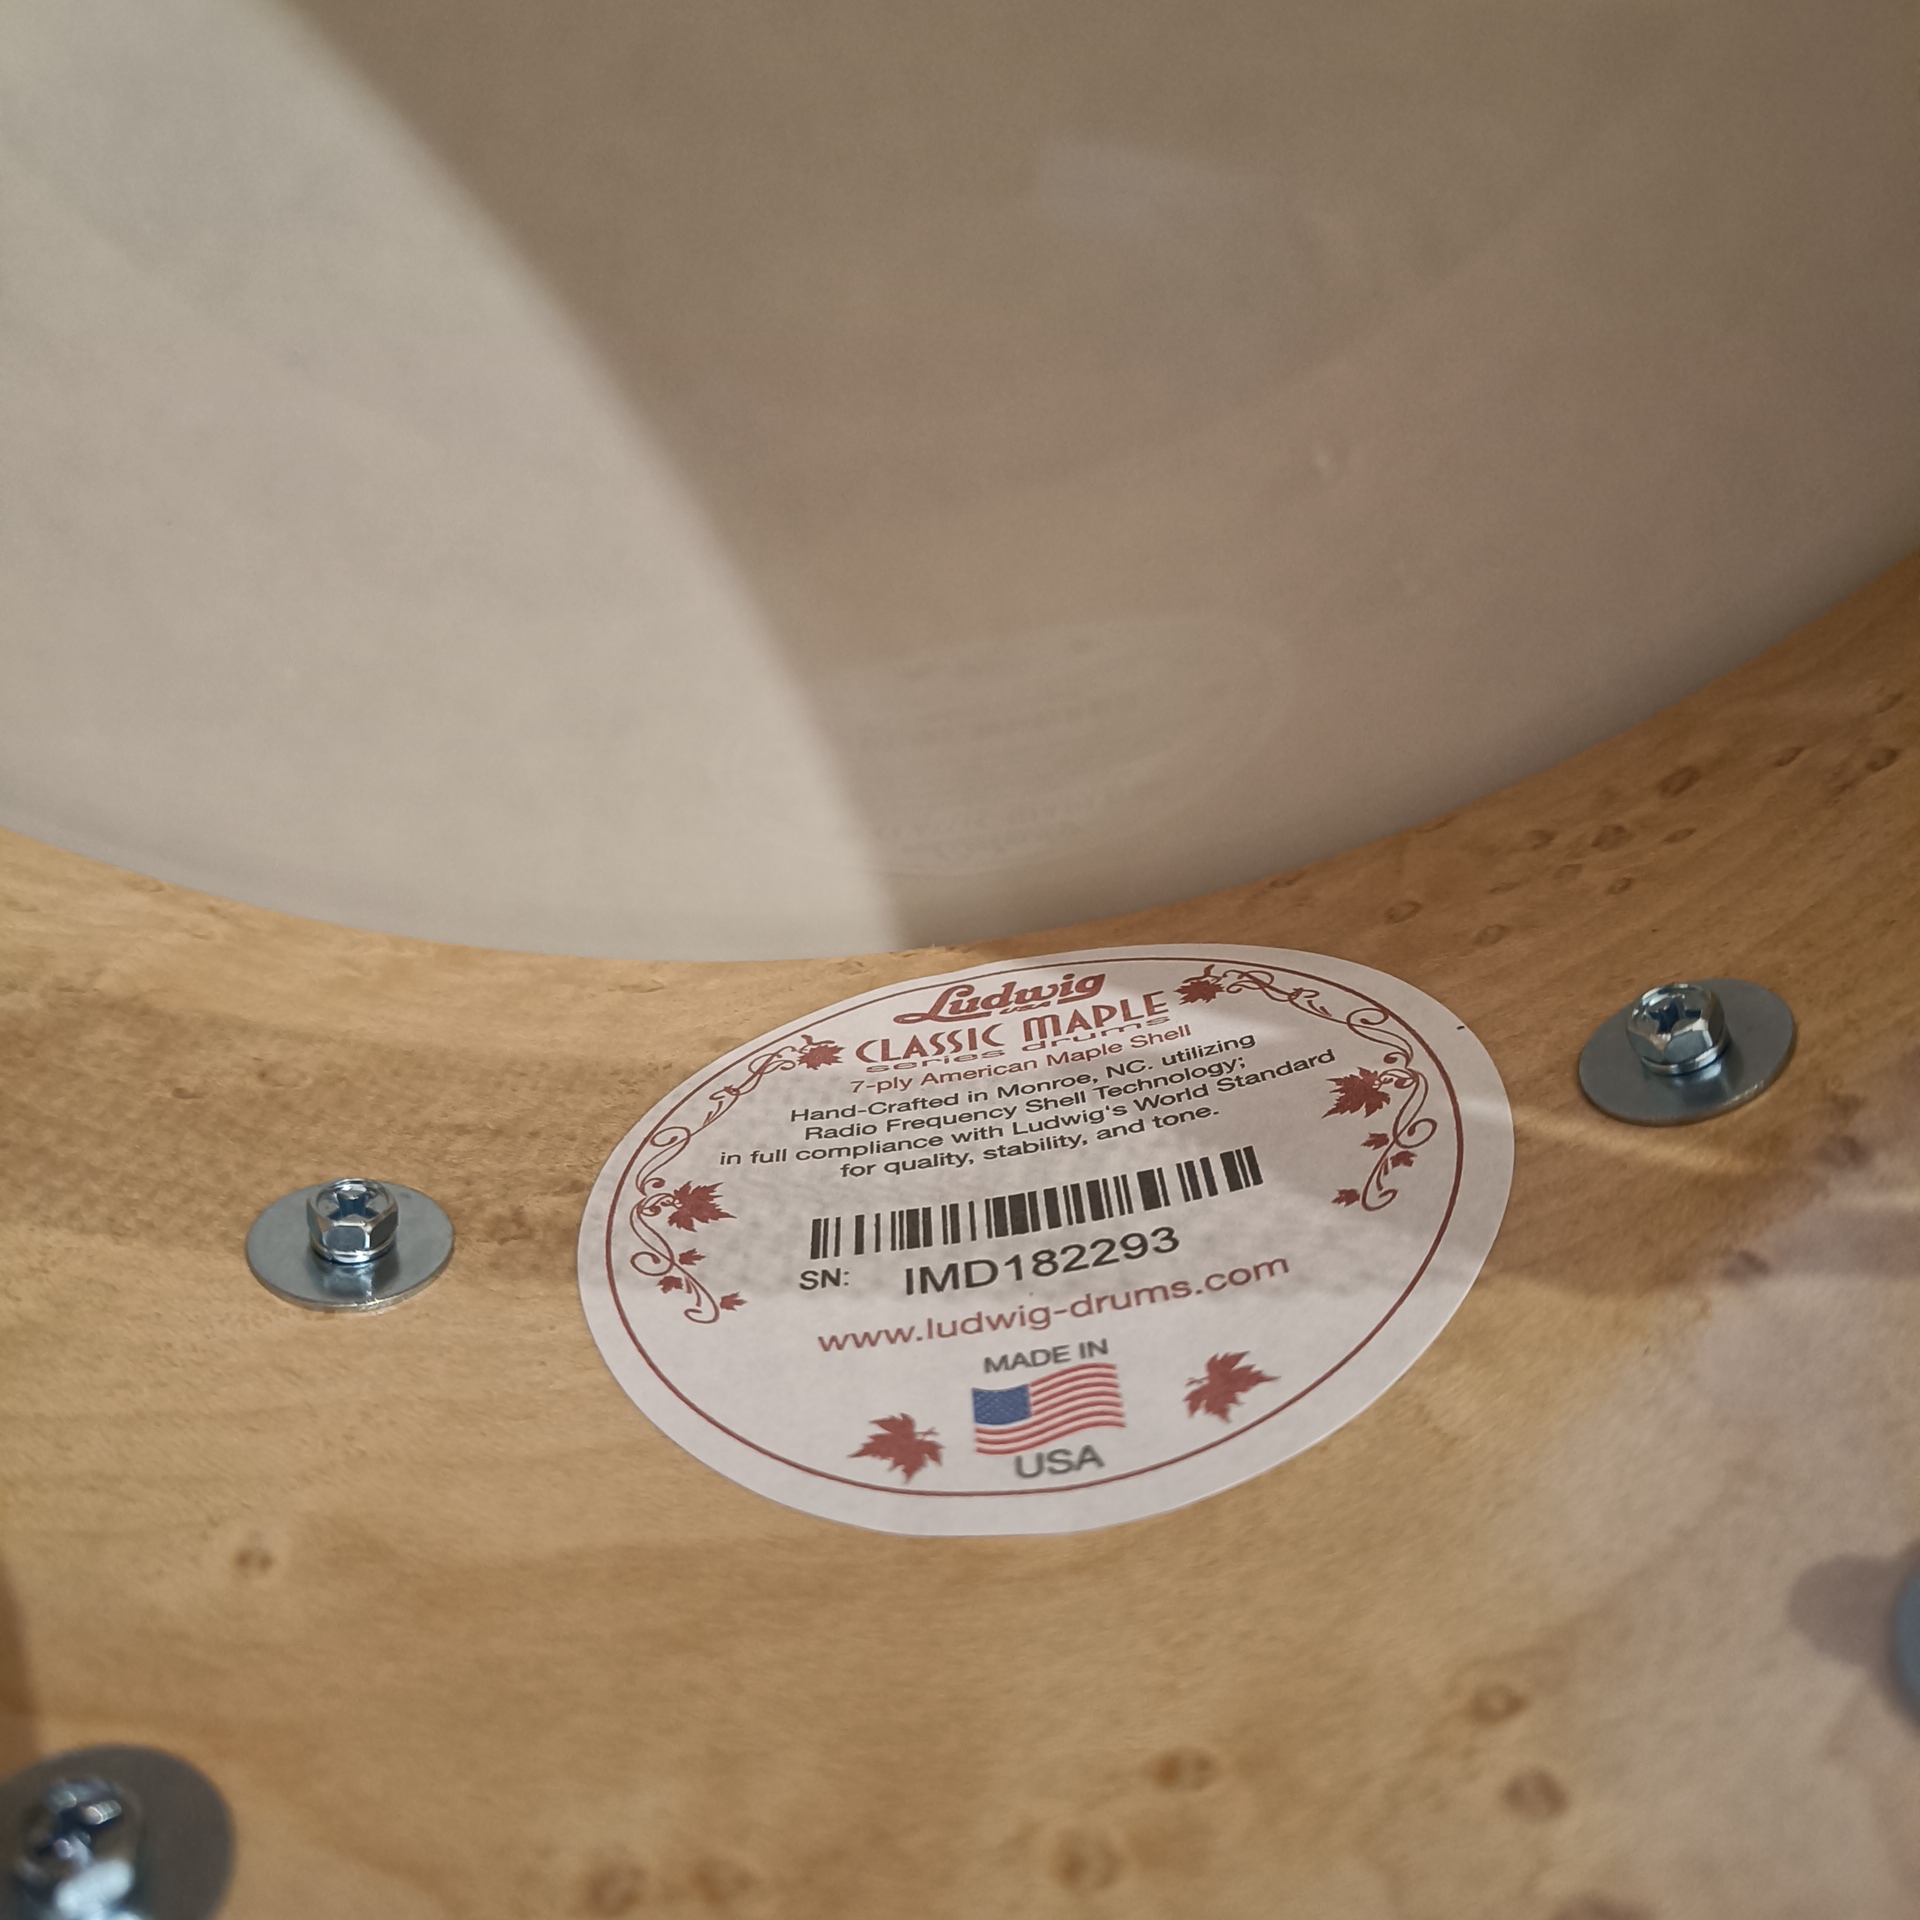 Ludwig
USA
CLASSIC MAPLE
series drums
7-ply American Maple Shell
Hand-Crafted in Monroe, NC. utilizing
Radio Frequency Shell Technology;
in full compliance with Ludwig's World Standard
for quality, stability, and tone.
SN: IMD182293
www.ludwig-drums.com
MADE IN
USA